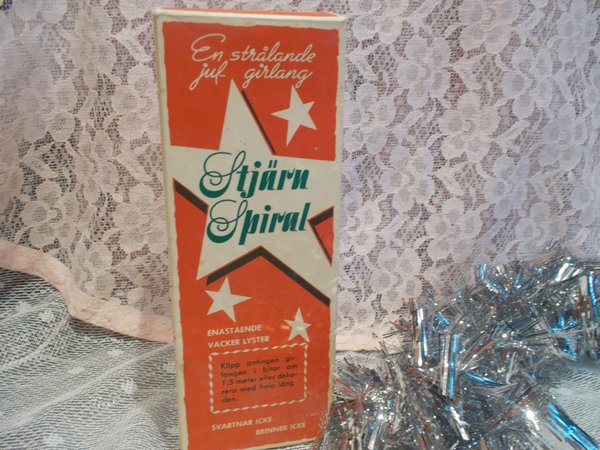 En strålande
jul girlang
Stjärn
Spiral
ENASTÅENDE
VACKER LYSTER
Klipp antingen gir-
langen i bitar om
1,5 meter eller deko-
rera med hela läng
den.
SVARTNAR ICKE
BRINNER ICKE